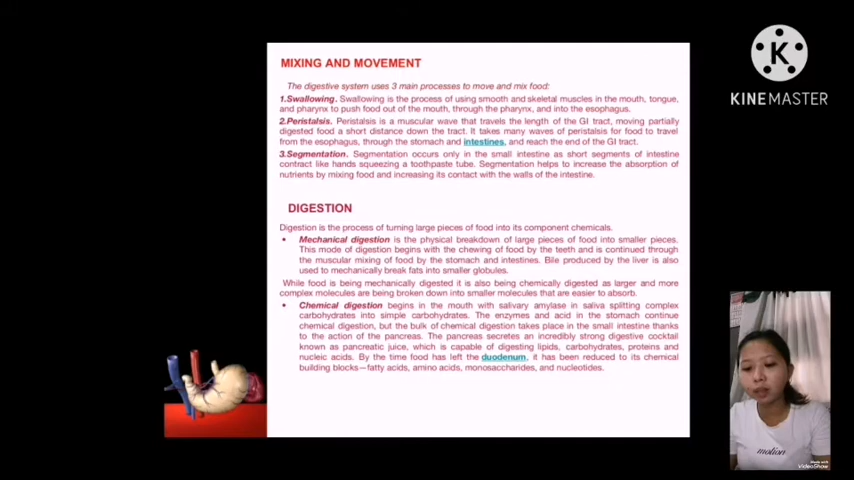 MIXING AND MOVEMENT
The digestive system uses 3 main processes to move and mix food:
1.Swallowing. Swallowing is the process of using smooth and skeletal muscles in the mouth, tongue,
and pharynx to push food out of the mouth, through the pharynx, and into the esophagus.
2.Peristalsis. Peristalsis is a muscular wave that travels the length of the GI tract, moving partially
digested food a short distance down the tract. It takes many waves of peristalsis for food to travel
from the esophagus, through the stomach and intestines, and reach the end of the GI tract.
3.Segmentation. Segmentation occurs only in the small intestine as short segments of intestine
contract like hands squeezing a toothpaste tube. Segmentation helps to increase the absorption of
nutrients by mixing food and increasing its contact with the walls of the intestine.
DIGESTION
Digestion is the process of turning large pieces of food into its component chemicals.
• Mechanical digestion is the physical breakdown of large pieces of food into smaller pieces.
This mode of digestion begins with the chewing of food by the teeth and is continued through
the muscular mixing of food by the stomach and intestines. Bile produced by the liver is also
used to mechanically break fats into smaller globules.
While food is being mechanically digested it is also being chemically digested as larger and more
complex molecules are being broken down into smaller molecules that are easier to absorb.
• Chemical digestion begins in the mouth with salivary amylase in saliva splitting complex
carbohydrates into simple carbohydrates. The enzymes and acid in the stomach continue
chemical digestion, but the bulk of chemical digestion takes place in the small intestine thanks
to the action of the pancreas. The pancreas secretes an incredibly strong digestive cocktail
known as pancreatic juice, which is capable of digesting lipids, carbohydrates, proteins and
nucleic acids. By the time food has left the duodenum, it has been reduced to its chemical
building blocks—fatty acids, amino acids, monosaccharides, and nucleotides.
K
KINEMASTER
motion
Made with
VideoShow